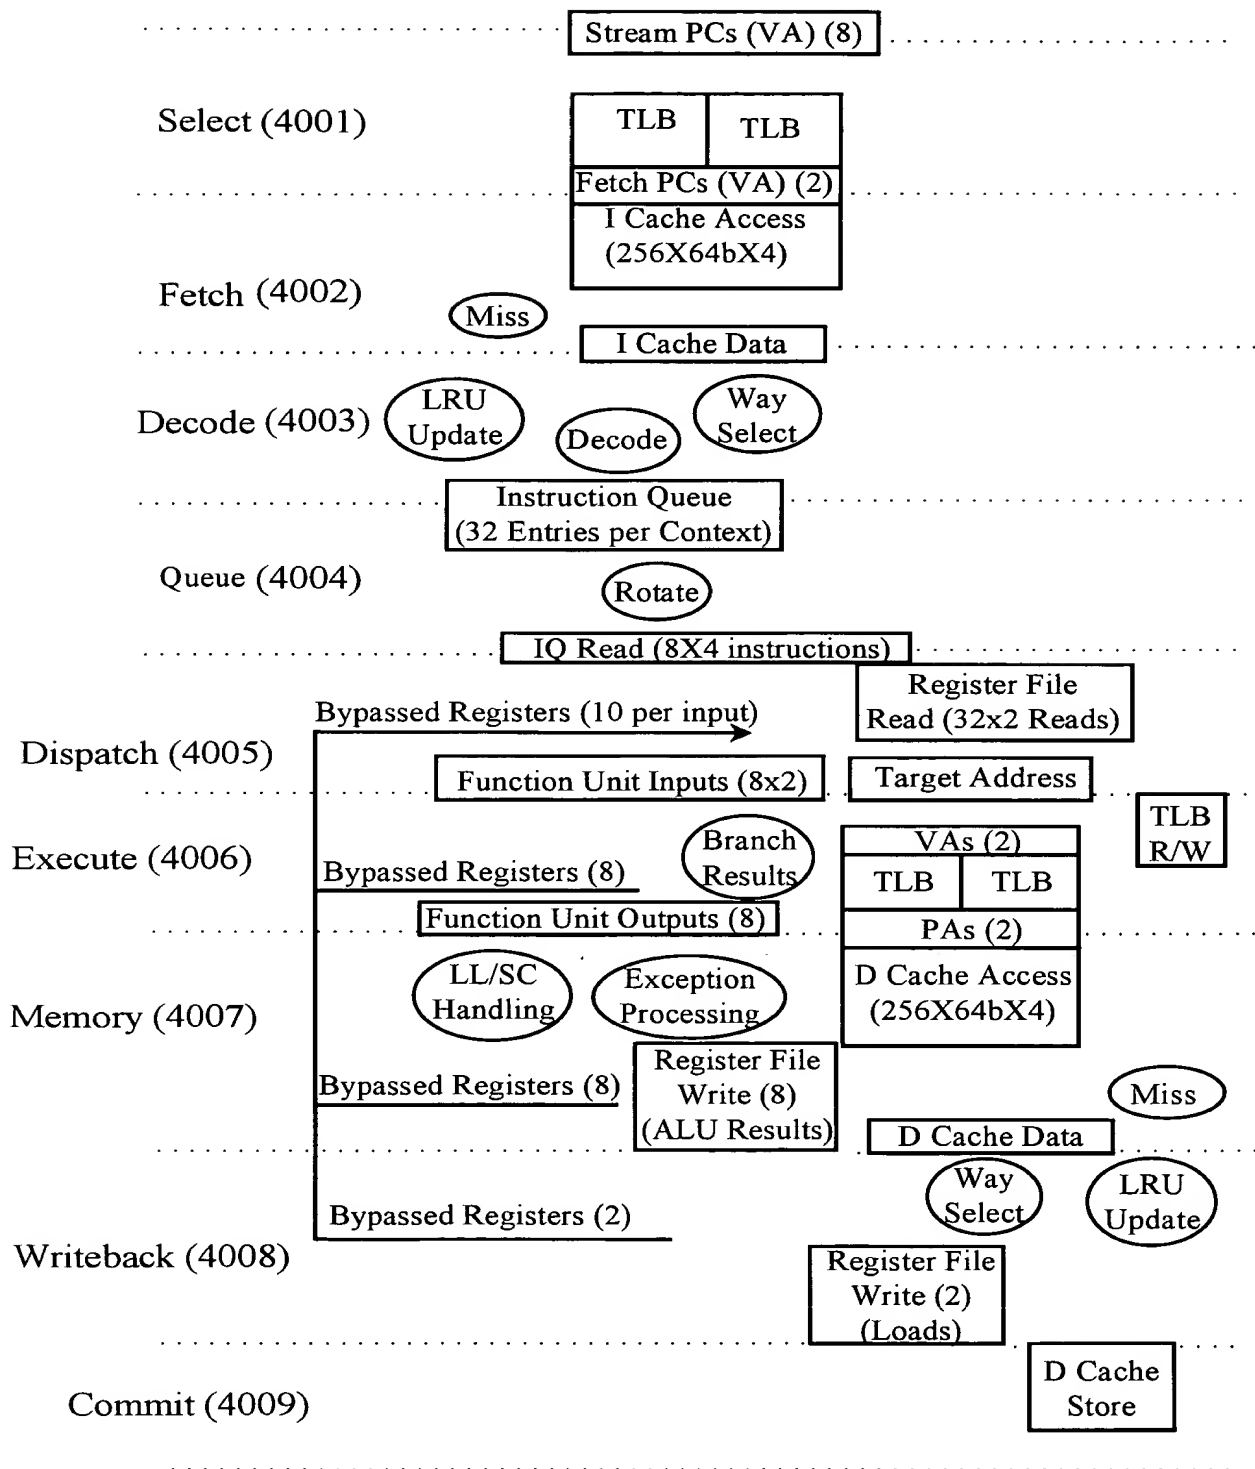 Stream PCs (VA) (8)
Select (4001)
TLB
TLB
Fetch PCs (VA) (2)
I Cache Access
(256X64bX4)
Fetch (4002)
Miss
I Cache Data
Decode (4003)
LRU
Update
Decode
Way
Select
Instruction Queue
(32 Entries per Context)
Queue (4004)
Rotate
IQ Read (8X4 instructions)
Register File
Read (32x2 Reads)
Bypassed Registers (10 per input)
Dispatch (4005)
Function Unit Inputs (8x2)
Target Address
TLB
R/W
Execute (4006)
Branch
Results
VAs (2)
TLB
TLB
Bypassed Registers (8)
Function Unit Outputs (8)
PAs (2)
Memory (4007)
LL/SC
Handling
Exception
Processing
D Cache Access
(256X64bX4)
Bypassed Registers (8)
Register File
Write (8)
(ALU Results)
Miss
D Cache Data
Way
Select
LRU
Update
Bypassed Registers (2)
Writeback (4008)
Register File
Write (2)
(Loads)
Commit (4009)
D Cache
Store